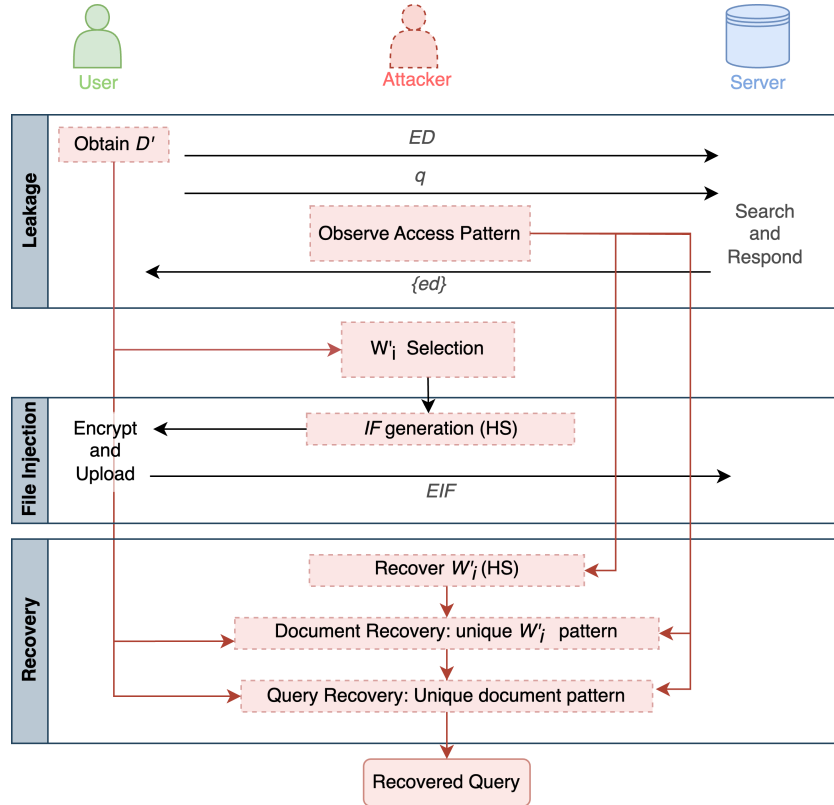 User
Attacker
Server
Leakage
Obtain D'
ED
q
Observe Access Pattern
Search
and
Respond
{ed}
W'i Selection
File Injection
Encrypt
and
Upload
IF generation (HS)
EIF
Recovery
Recover W'i (HS)
Document Recovery: unique W'i pattern
Query Recovery: Unique document pattern
Recovered Query